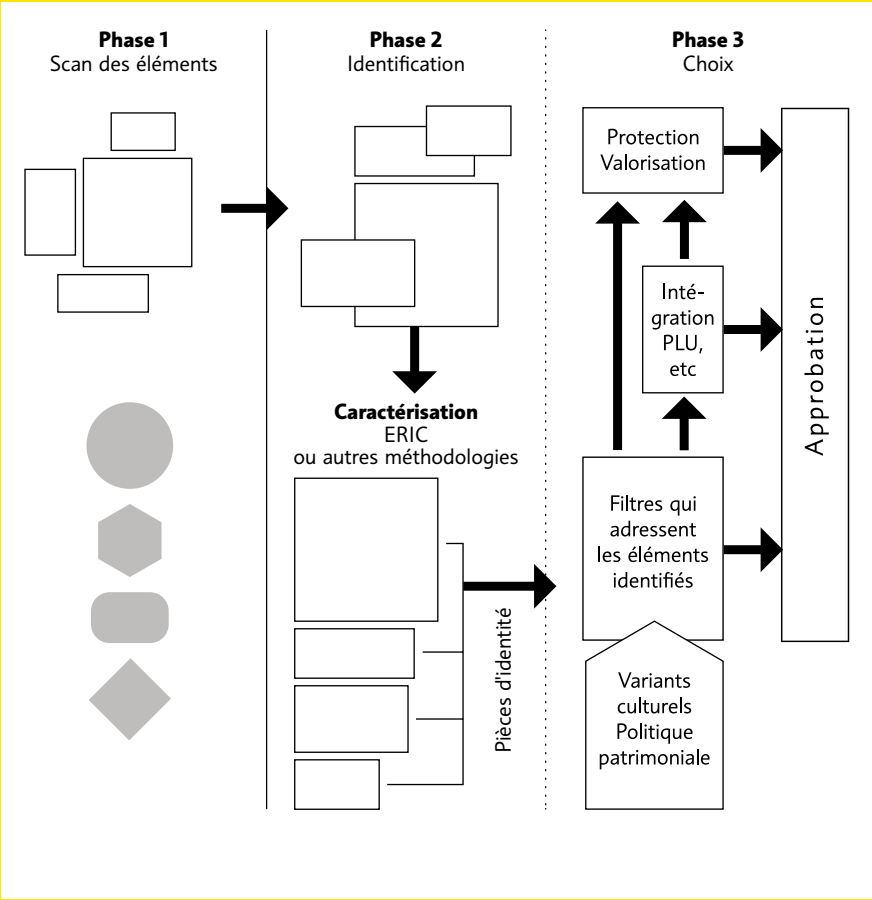 Phase 1
Scan des éléments
Phase 2
Identification
Caractérisation
ERIC
ou autres méthodologies
Pièces d'identité
Phase 3
Choix
Protection
Valorisation
Inté-
gration
PLU,
etc
Filtres qui
adressent
les éléments
identifiés
Variants
culturels
Politique
patrimoniale
Approbation